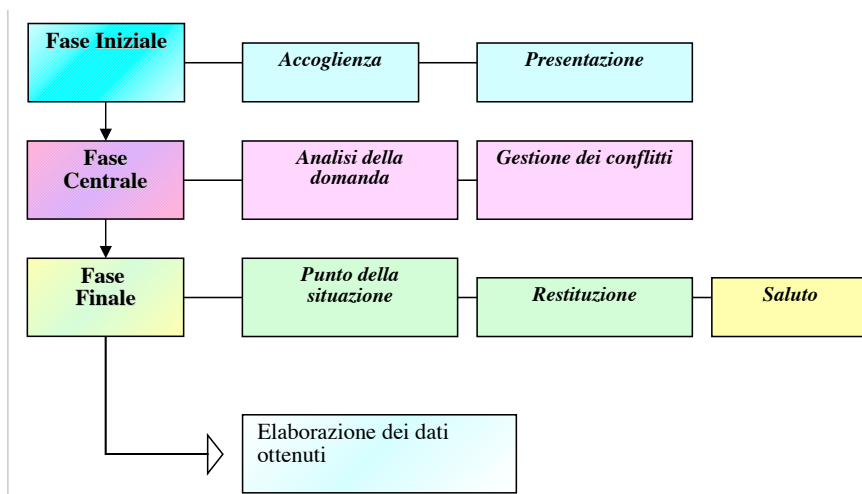 Fase Iniziale
Accoglienza
Presentazione
Fase
Centrale
Analisi della
domanda
Gestione dei conflitti
Fase
Finale
Punto della
situazione
Restituzione
Saluto
Elaborazione dei dati
ottenuti